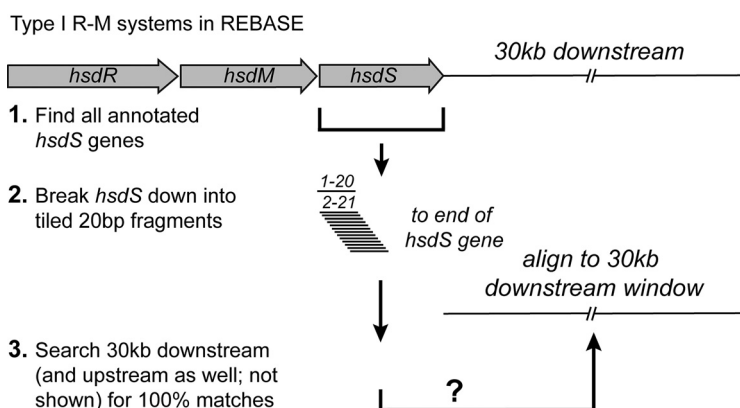 Type I R-M systems in REBASE
hsdR
hsdM
hsdS
30kb downstream
1. Find all annotated
hsdS genes
2. Break hsdS down into
tiled 20bp fragments
1-20
2-21
to end of
hsdS gene
align to 30kb
downstream window
3. Search 30kb downstream
(and upstream as well; not
shown) for 100% matches
?